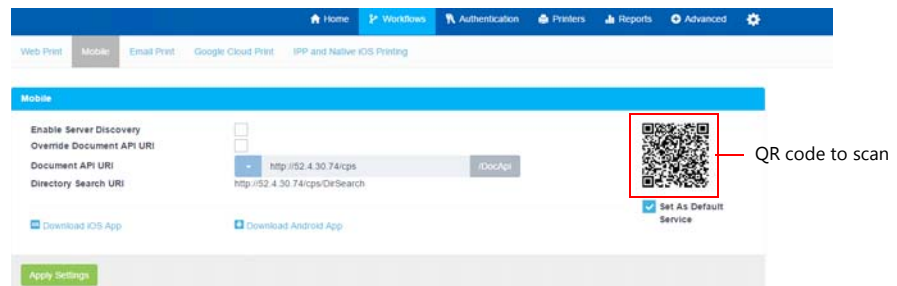 Home Workflows Authentication Printers Reports Advanced
Web Print Mobile Email Print Google Cloud Print IPP and Native iOS Printing
Mobile
Enable Server Discovery
Override Document API URI
Document API URI http://52.4.30.74/cps /DocApi
QR code to scan
Directory Search URI http://52.4.30.74/cps/DirSearch
Set As Default
Service
Download iOS App Download Android App
Apply Settings